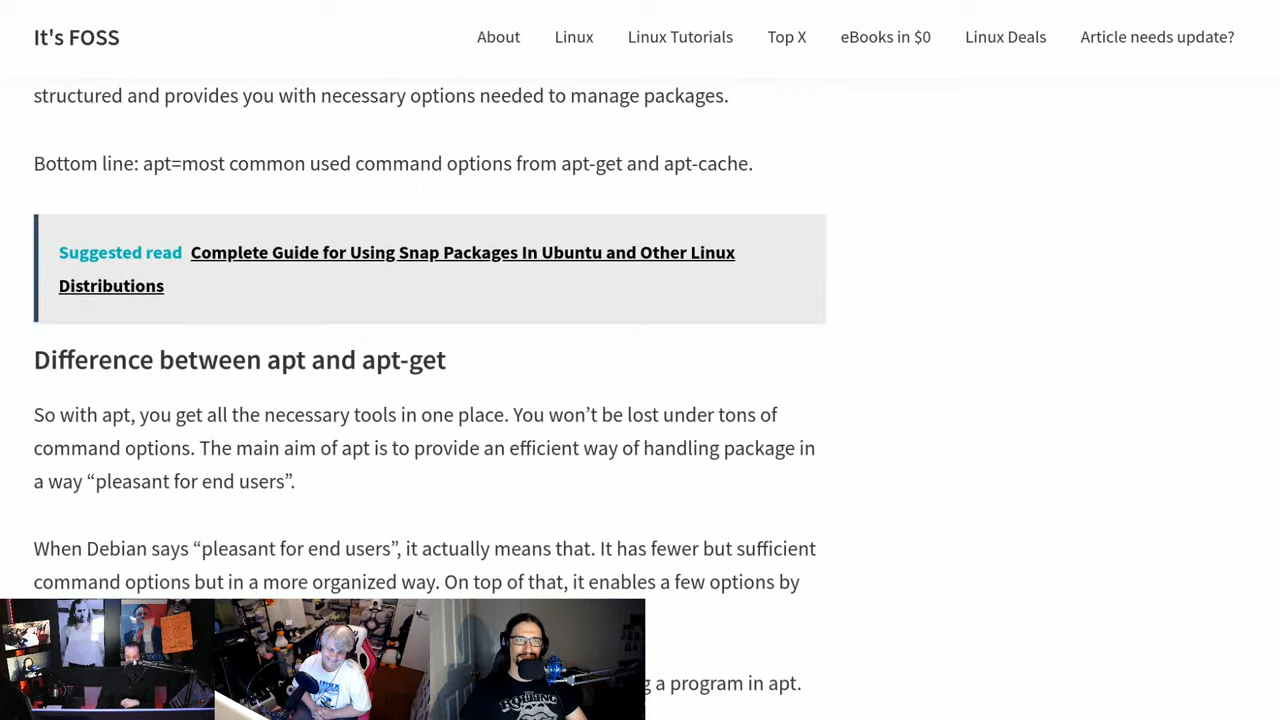 It's FOSS
About
Linux
Linux Tutorials
Top X
eBooks in $0
Linux Deals
Article needs update?
structured and provides you with necessary options needed to manage packages.
Bottom line: apt=most common used command options from apt-get and apt-cache.
Suggested read Complete Guide for Using Snap Packages In Ubuntu and Other Linux
Distributions
Difference between apt and apt-get
So with apt, you get all the necessary tools in one place. You won’t be lost under tons of
command options. The main aim of apt is to provide an efficient way of handling package in
a way “pleasant for end users”.
When Debian says “pleasant for end users”, it actually means that. It has fewer but sufficient
command options but in a more organized way. On top of that, it enables a few options by
a program in apt.
LINUX
ROLLING